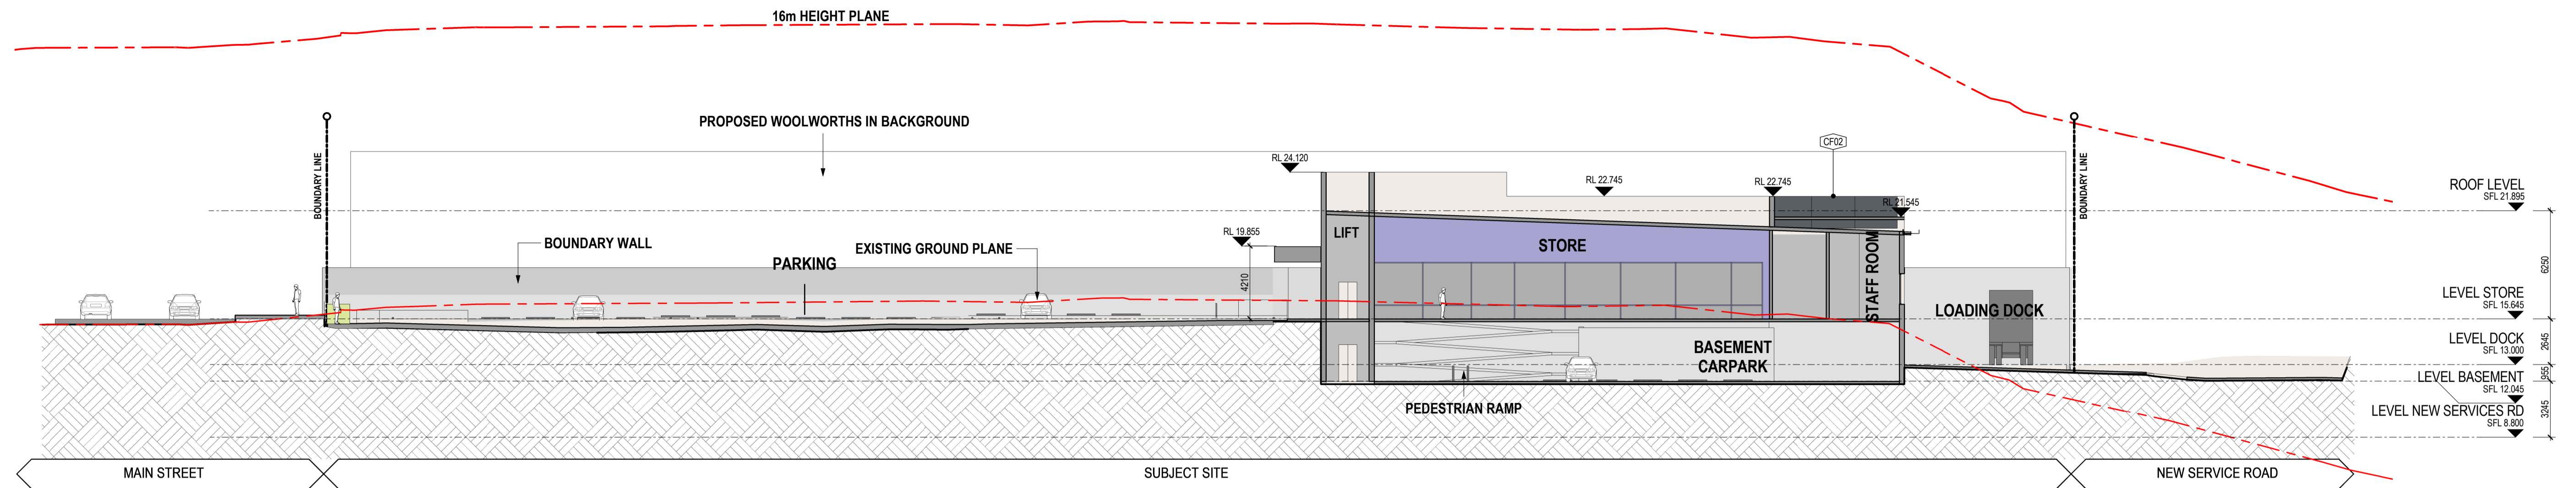 16m HEIGHT PLANE
PROPOSED WOOLWORTHS IN BACKGROUND
CF02
BOUNDARY LINE
RL 24.120
RL 22.745
RL 22.745
BOUNDARY LINE
ROOF LEVEL
SFL 21.895
RL 21.545
RL 19.855
LIFT
STORE
BOUNDARY WALL
EXISTING GROUND PLANE
PARKING
4210
STAFF ROOM
6250
LEVEL STORE
SFL 15.645
LOADING DOCK
BASEMENT
CARPARK
2645
LEVEL DOCK
SFL 13.000
955
LEVEL BASEMENT
SFL 12.045
PEDESTRIAN RAMP
3245
LEVEL NEW SERVICES RD
SFL 8.800
MAIN STREET
SUBJECT SITE
NEW SERVICE ROAD